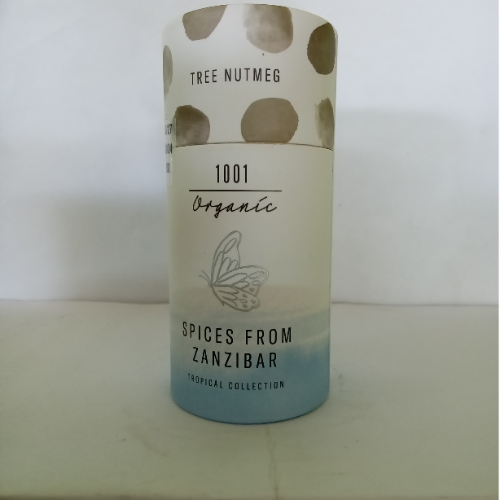 TREE NUTMEG
1001
Organic
SPICES FROM
ZANZIBAR
TROPICAL COLLECTION